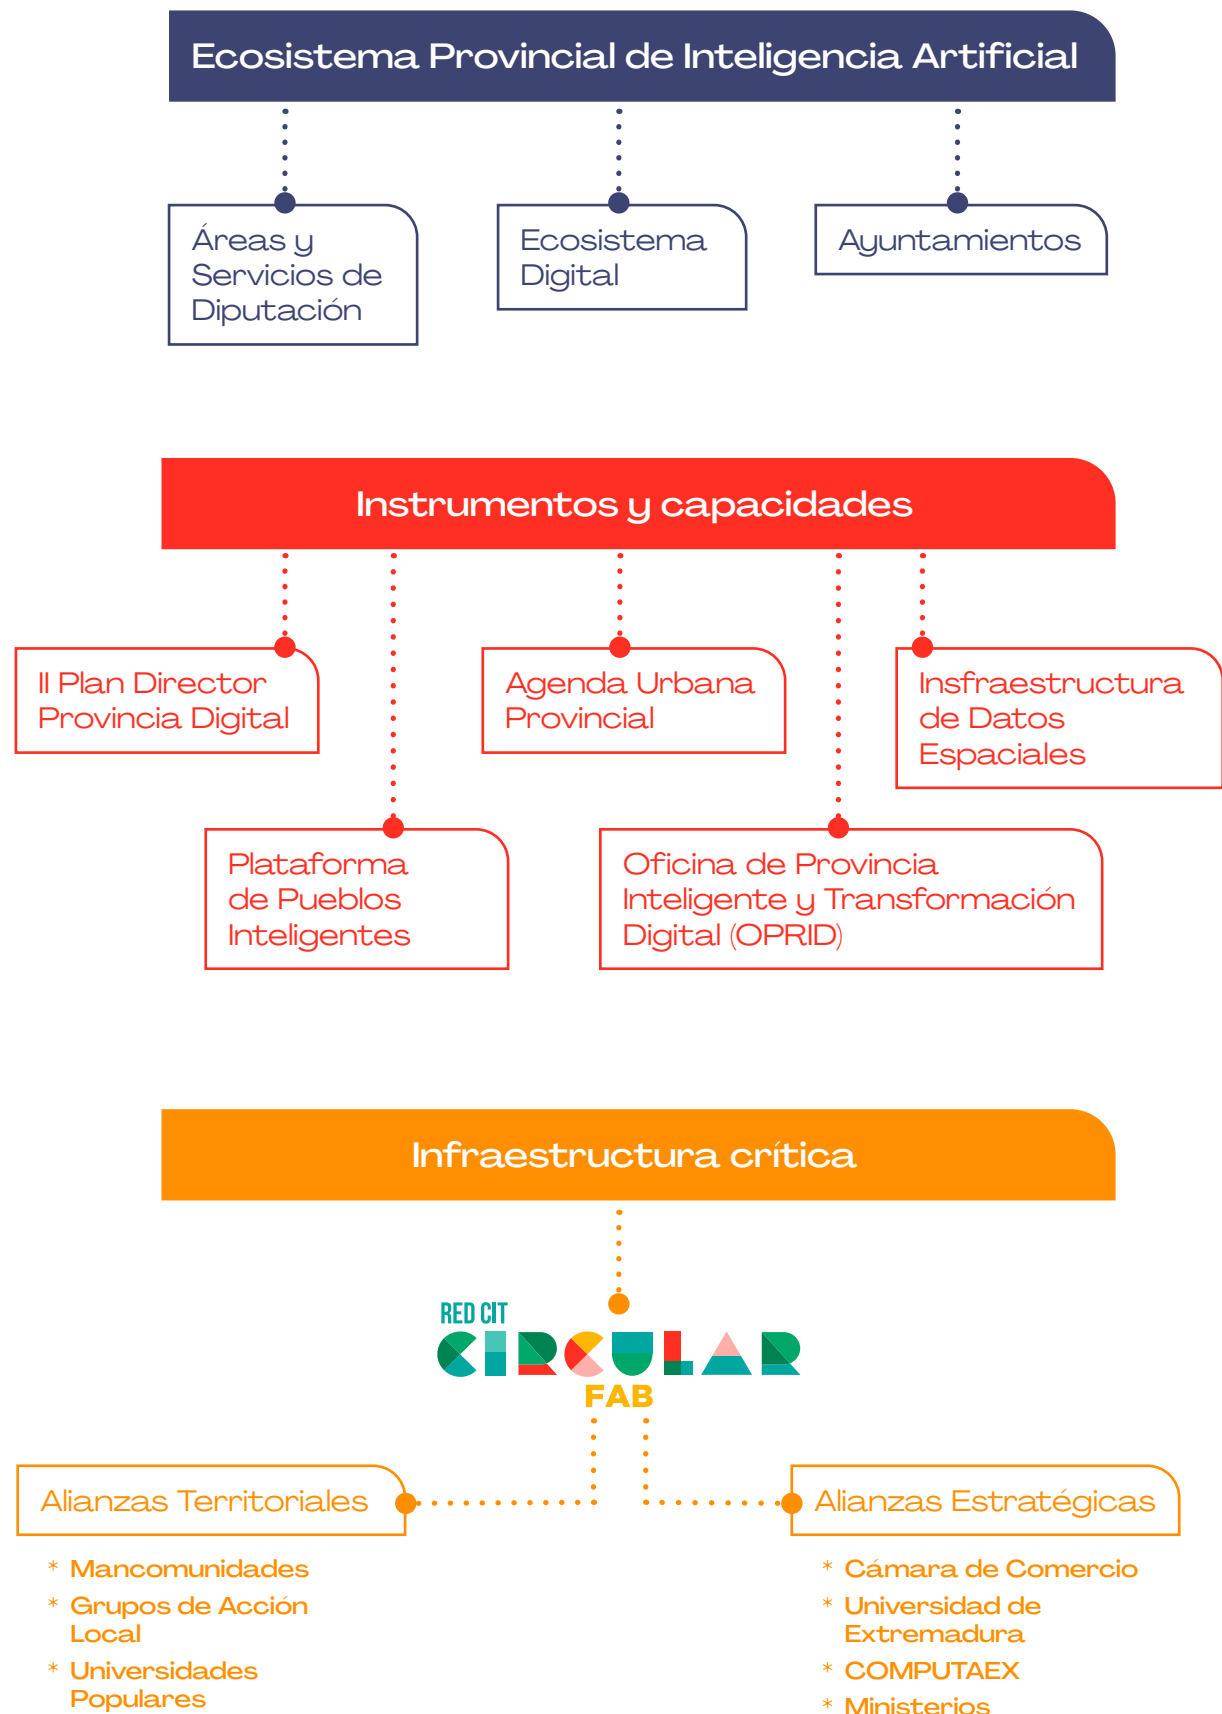 Ecosistema Provincial de Inteligencia Artificial
Áreas y
Servicios de
Diputación
Ecosistema
Digital
Ayuntamientos
Instrumentos y capacidades
II Plan Director
Provincia Digital
Agenda Urbana
Provincial
Insfraestructura
de Datos
Espaciales
Plataforma
de Pueblos
Inteligentes
Oficina de Provincia
Inteligente y Transformación
Digital (OPRID)
Infraestructura crítica
RED CIT
CIRCULAR
FAB
Alianzas Territoriales
* Mancomunidades
* Grupos de Acción
Local
* Universidades
Populares
Alianzas Estratégicas
* Cámara de Comercio
* Universidad de
Extremadura
* COMPUTAEX
* Ministerios